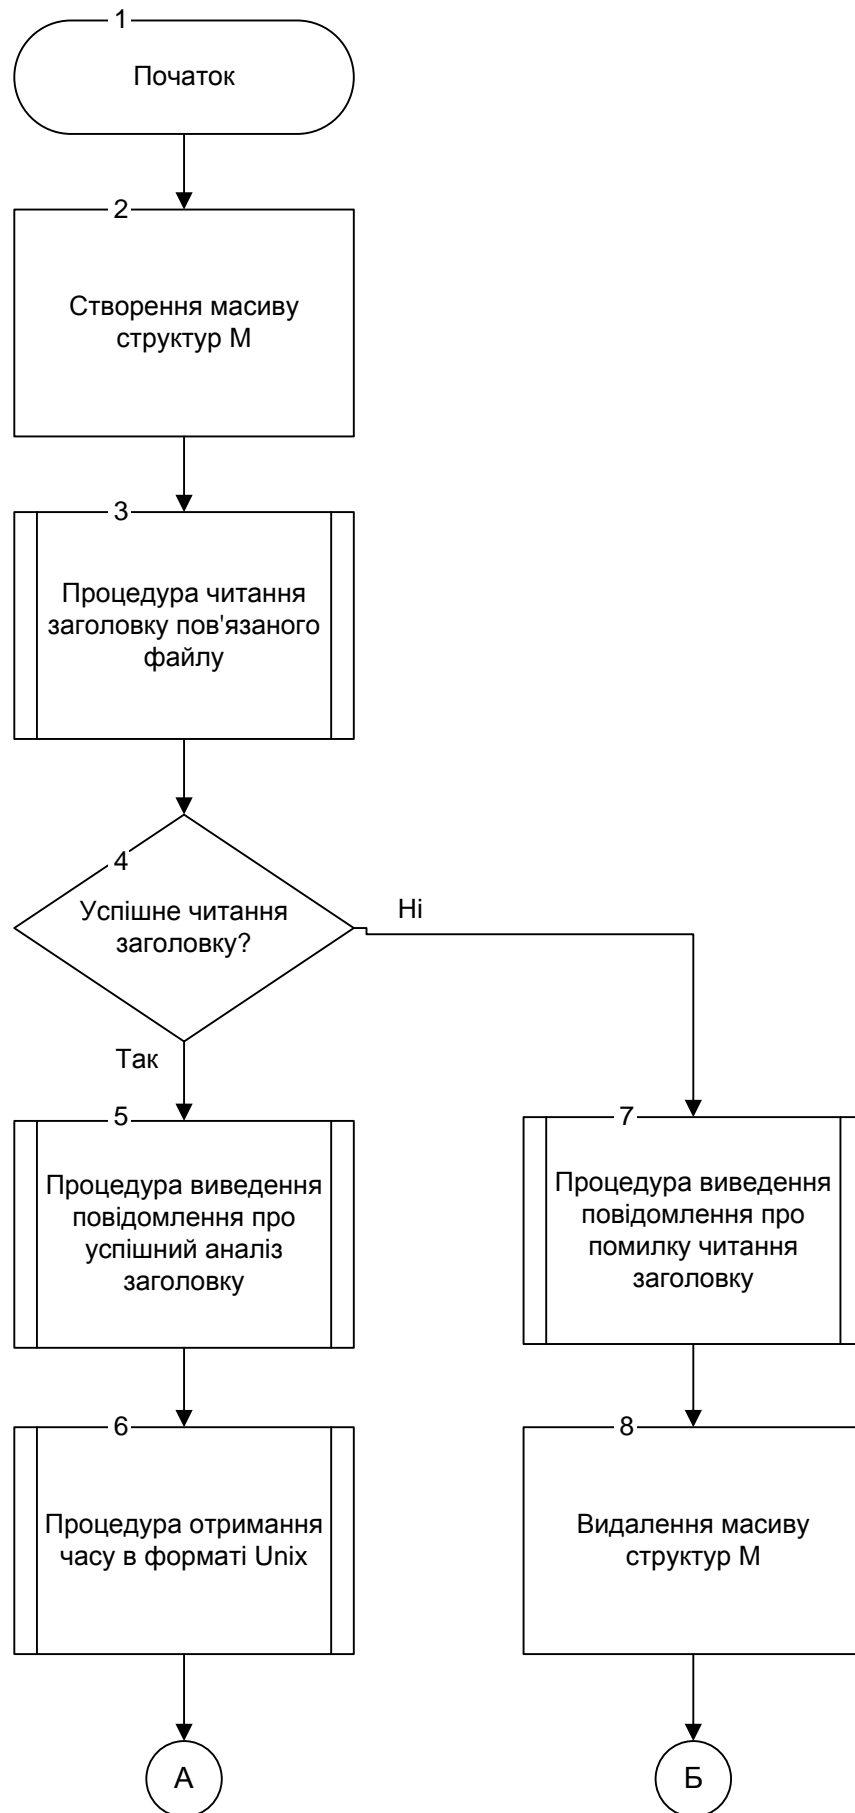 1
Початок
2
Створення масиву
структур М
3
Процедура читання
заголовку пов'язаного
файлу
4
Успішне читання
заголовку?
Ні
Так
5
Процедура виведення
повідомлення про
успішний аналіз
заголовку
7
Процедура виведення
повідомлення про
помилку читання
заголовку
6
Процедура отримання
часу в форматі Unix
8
Видалення масиву
структур М
А
Б